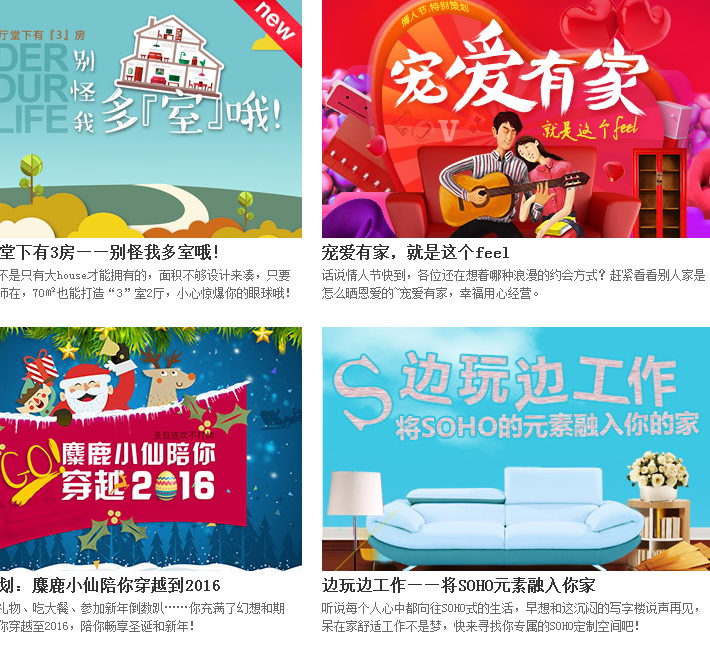 new
厅堂下有『3』房
DER
OUR
LIFE
别
怪
我
多『室』哦!
堂下有3房——别怪我多室哦!
不是只有大house才能拥有的，面积不够设计来凑，只要
师在，70㎡也能打造“3”室2厅，小心惊爆你的眼球哦!
情人节.特别策划
宠爱有家
就是这个feel
LOVE
宠爱有家，就是这个feel
话说情人节快到，各位还在想着哪种浪漫的约会方式？赶紧看看别人家是
怎么晒恩爱的~宠爱有家，幸福用心经营。
圣旦连欢不打烊
GO!
麋鹿小仙陪你
穿越2016
划：麋鹿小仙陪你穿越到2016
礼物、吃大餐、参加新年倒数趴……你充满了幻想和期
你穿越至2016，陪你畅享圣诞和新年!
S边玩边工作
将SOHO的元素融入你的家
边玩边工作——将SOHO元素融入你家
听说每个人心中都向往SOHO式的生活，早想和这沉闷的写字楼说声再见，
呆在家舒适工作不是梦，快来寻找你专属的SOHO定制空间吧!